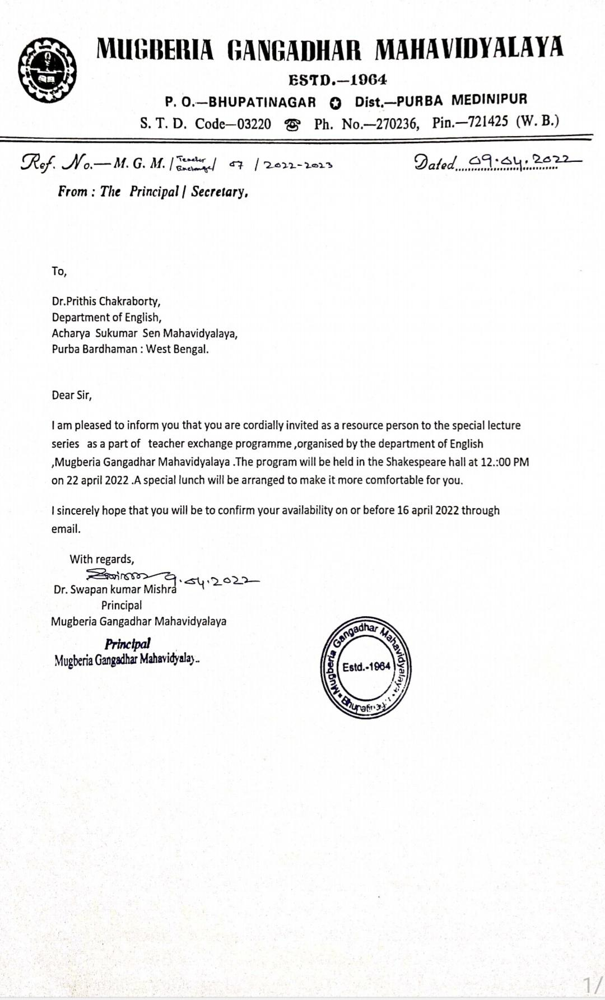 MUGBERIA GANGADHAR MAHAVIDYALAYA
ESTD.—1964
P. O.—BHUPATINAGAR ✪ Dist.—PURBA MEDINIPUR
S. T. D. Code—03220 ☎ Ph. No.—270236, Pin.—721425 (W. B.)
Ref. No.—M. G. M. / Teacher Exchange / 07 / 2022-2023 Dated 09.04.2022
From : The Principal / Secretary,
To,
Dr.Prithis Chakraborty,
Department of English,
Acharya Sukumar Sen Mahavidyalaya,
Purba Bardhaman : West Bengal.
Dear Sir,
I am pleased to inform you that you are cordially invited as a resource person to the special lecture
series as a part of teacher exchange programme ,organised by the department of English
,Mugberia Gangadhar Mahavidyalaya .The program will be held in the Shakespeare hall at 12.:00 PM
on 22 april 2022 .A special lunch will be arranged to make it more comfortable for you.
I sincerely hope that you will be to confirm your availability on or before 16 april 2022 through
email.
With regards,
9.04.2022
Dr. Swapan kumar Mishra
Principal
Mugberia Gangadhar Mahavidyalaya
Principal
Mugberia Gangadhar Mahavidyalay..
Mugberia Gangadhar Mahavidyalaya
Estd.-1964
1/